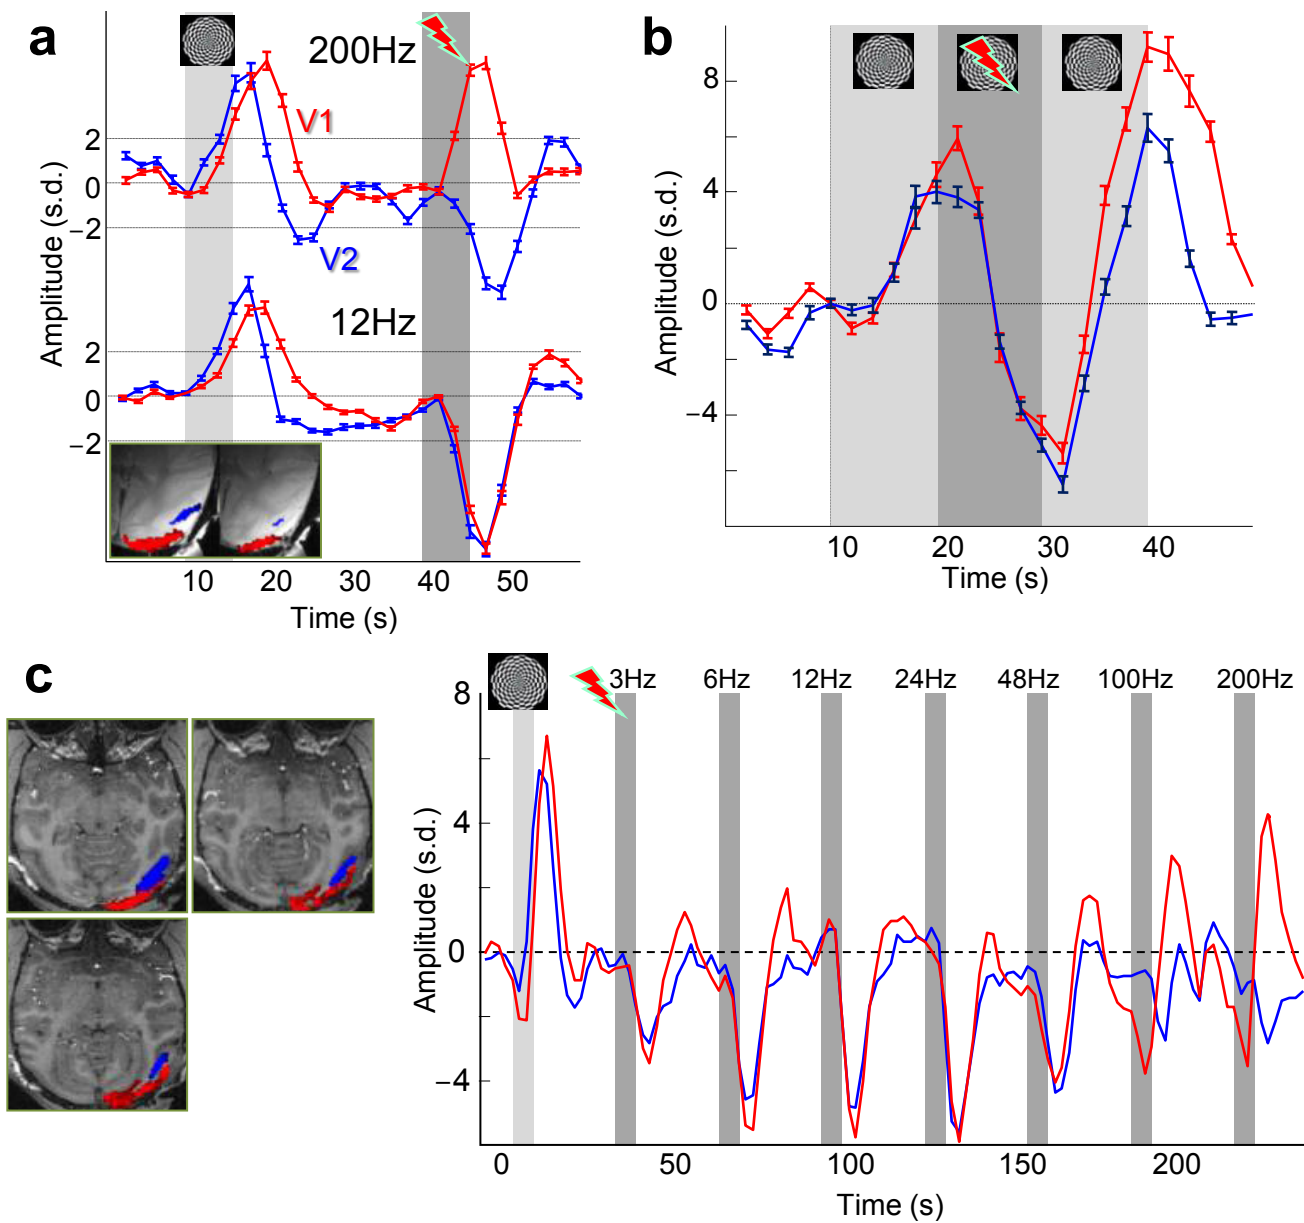 a
200Hz
V1
V2
12Hz
Amplitude (s.d.)
2
0
−2
2
0
−2
10 20 30 40 50
Time (s)
b
Amplitude (s.d.)
8
4
0
−4
10 20 30 40
Time (s)
c
3Hz 6Hz 12Hz 24Hz 48Hz 100Hz 200Hz
Amplitude (s.d.)
8
4
0
−4
0 50 100 150 200
Time (s)